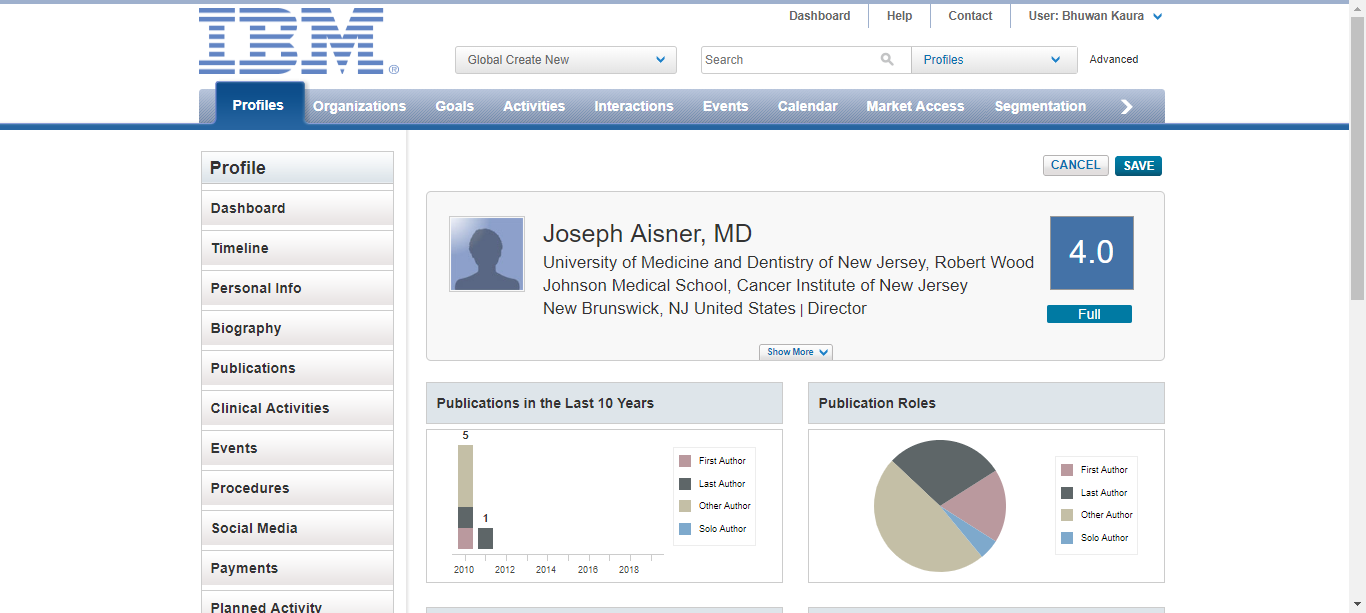 IBM®
Dashboard
Help
Contact
User: Bhuwan Kaura
Global Create New
Search
Profiles
Advanced
Profiles
Organizations
Goals
Activities
Interactions
Events
Calendar
Market Access
Segmentation
Profile
Dashboard
Timeline
Personal Info
Biography
Publications
Clinical Activities
Events
Procedures
Social Media
Payments
Planned Activity
CANCEL
SAVE
Joseph Aisner, MD
University of Medicine and Dentistry of New Jersey, Robert Wood
Johnson Medical School, Cancer Institute of New Jersey
New Brunswick, NJ United States | Director
4.0
Full
Show More
Publications in the Last 10 Years
5
1
2010
2012
2014
2016
2018
First Author
Last Author
Other Author
Solo Author
Publication Roles
First Author
Last Author
Other Author
Solo Author